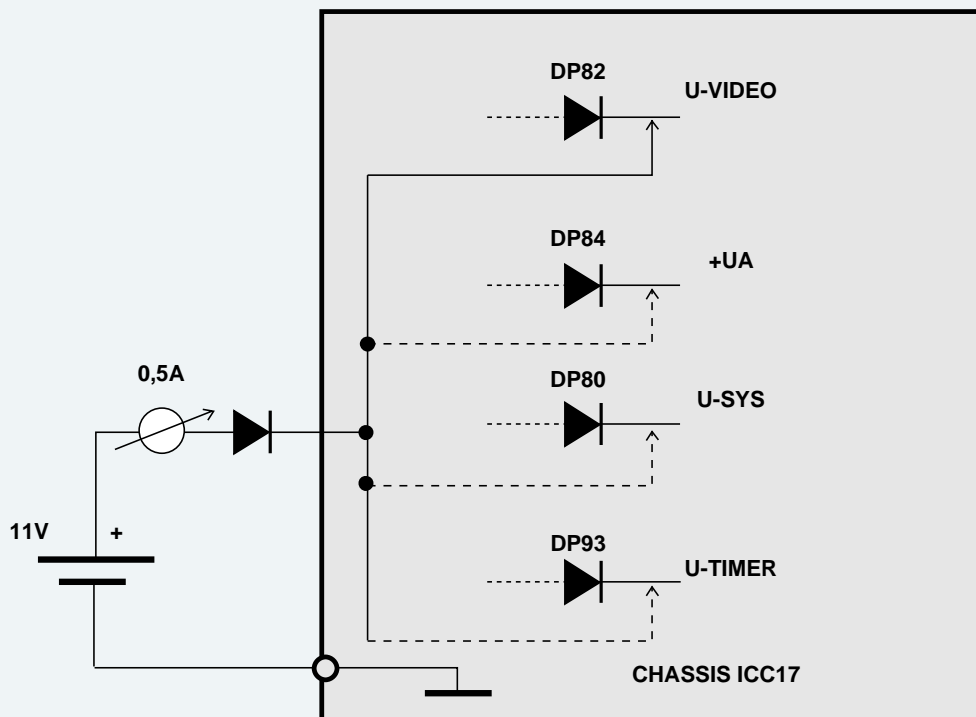 DP82
U-VIDEO
DP84
+UA
0,5A
DP80
U-SYS
11V
+
DP93
U-TIMER
CHASSIS ICC17